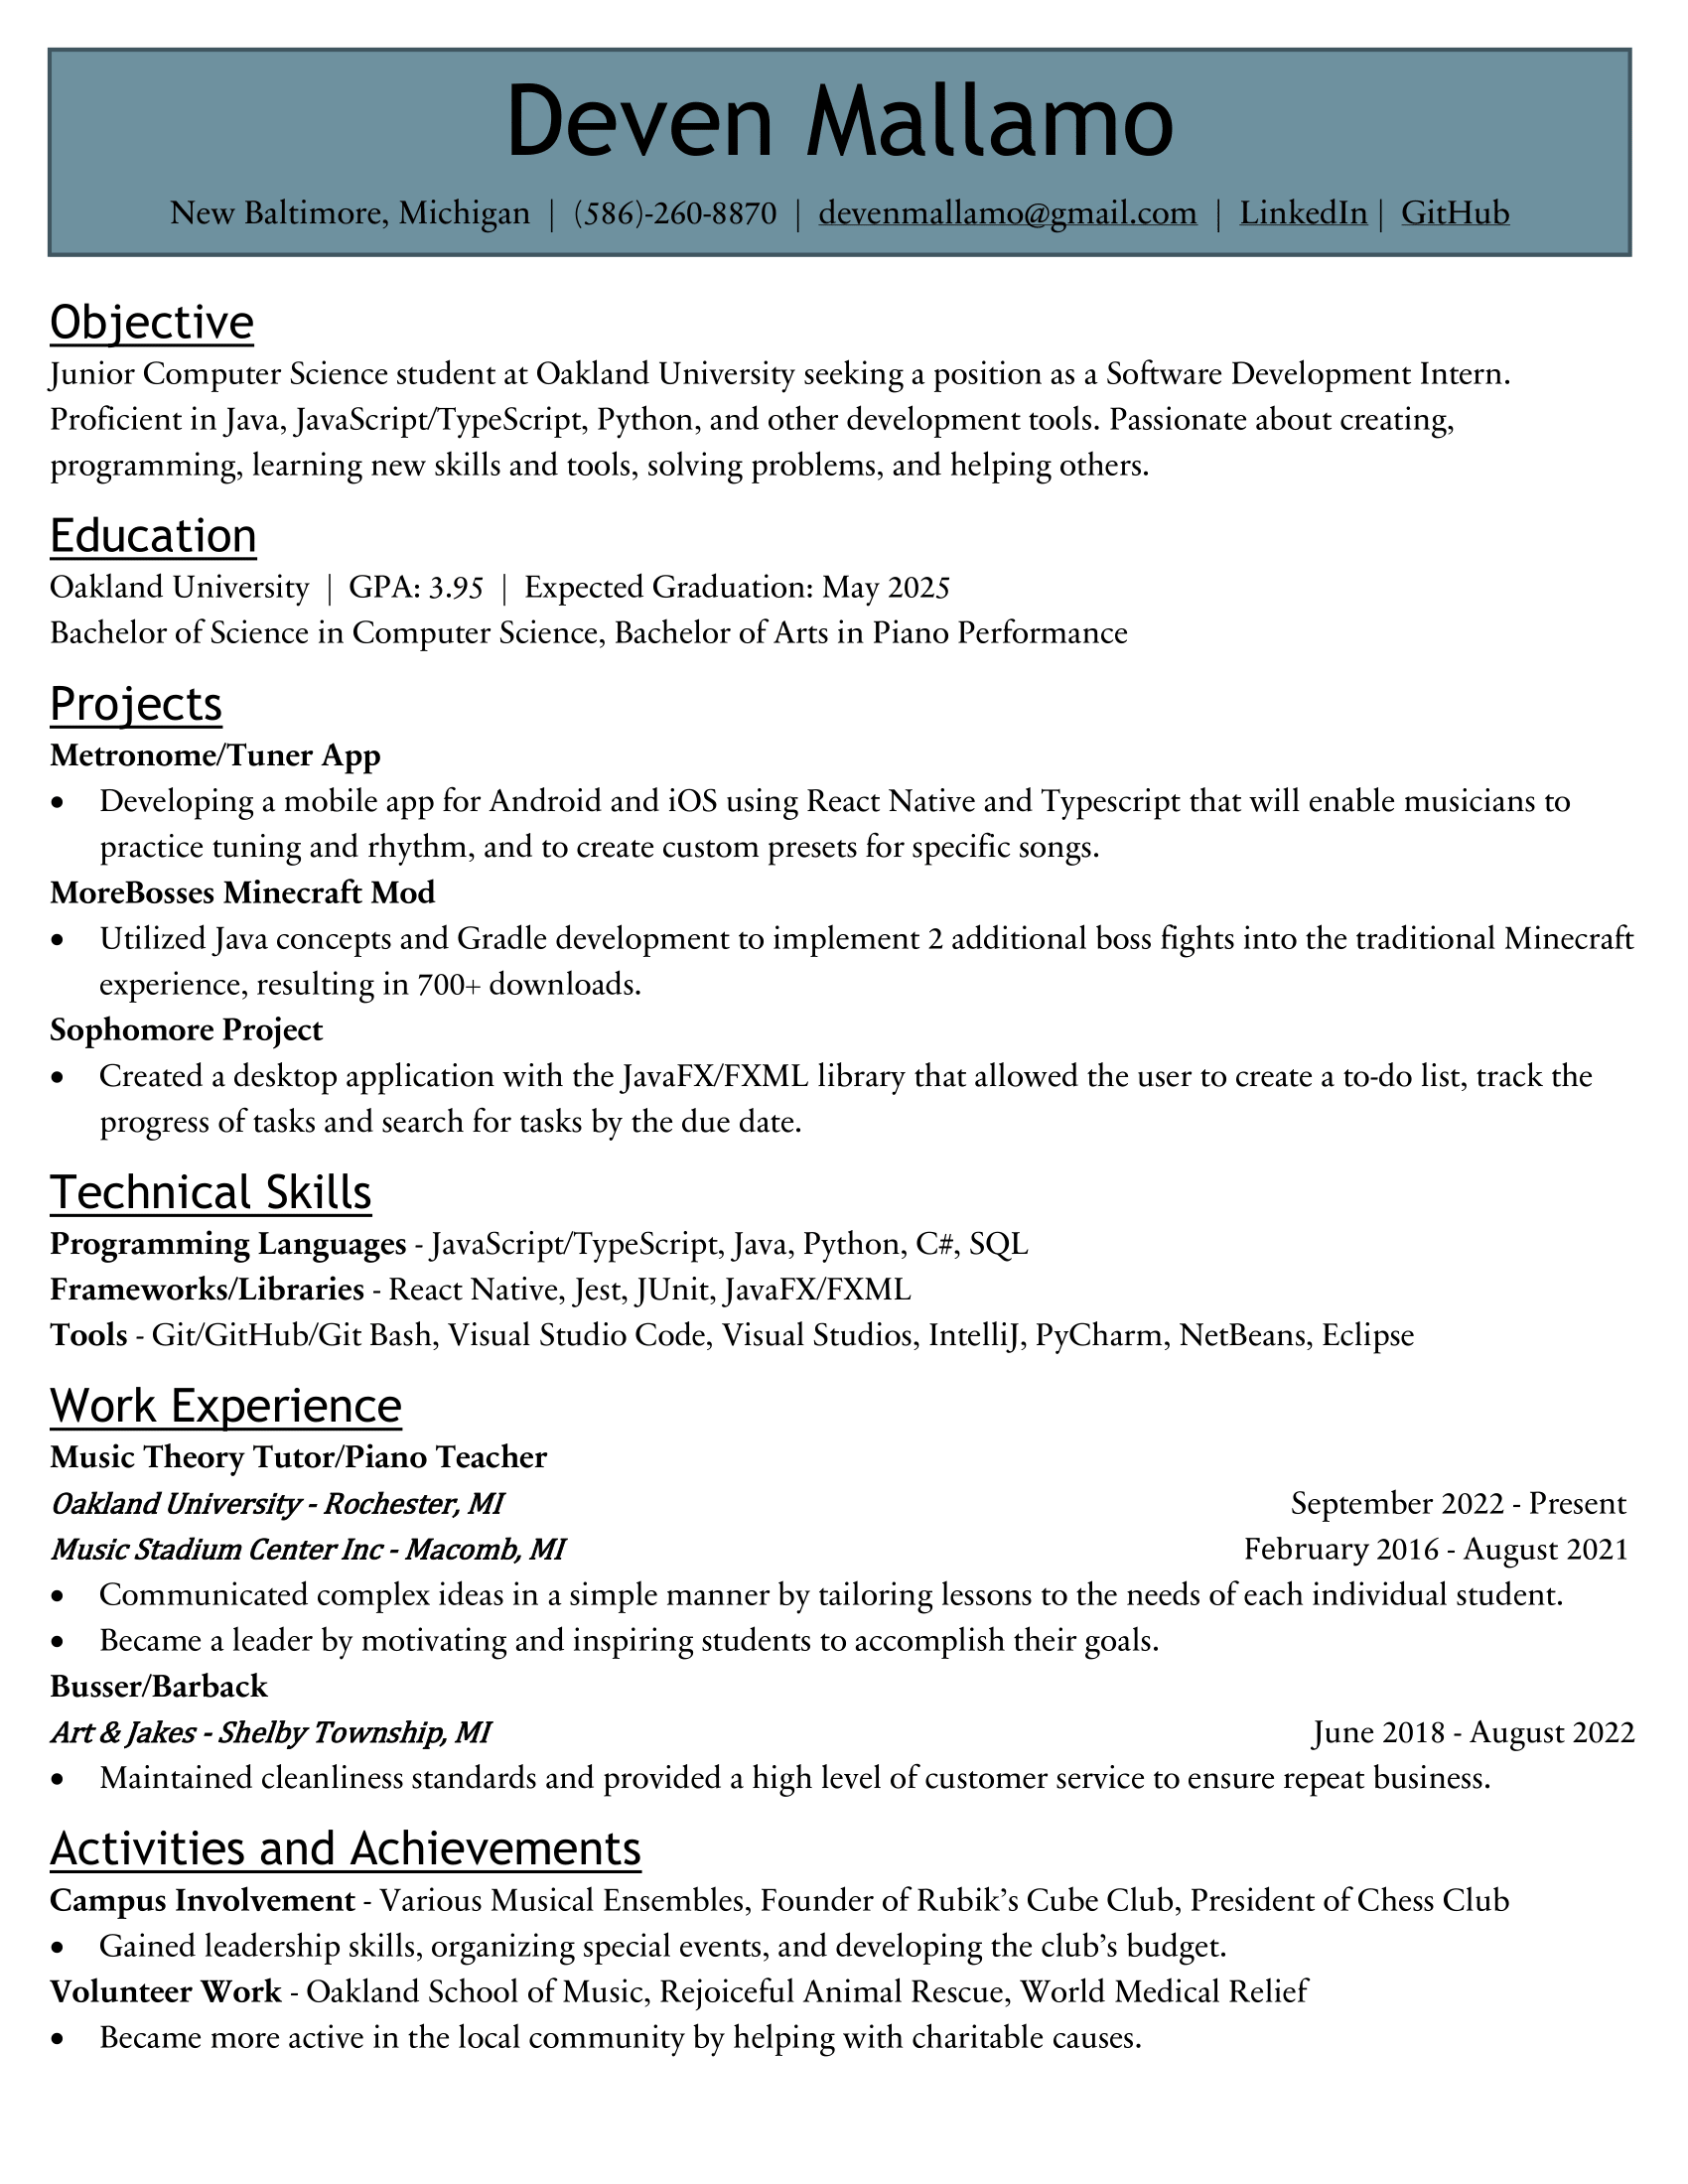 Deven Mallamo
New Baltimore, Michigan | (586)-260-8870 | devenmallamo@gmail.com | LinkedIn | GitHub
Objective
Junior Computer Science student at Oakland University seeking a position as a Software Development Intern.
Proficient in Java, JavaScript/TypeScript, Python, and other development tools. Passionate about creating,
programming, learning new skills and tools, solving problems, and helping others.
Education
Oakland University | GPA: 3.95 | Expected Graduation: May 2025
Bachelor of Science in Computer Science, Bachelor of Arts in Piano Performance
Projects
Metronome/Tuner App
• Developing a mobile app for Android and iOS using React Native and Typescript that will enable musicians to
practice tuning and rhythm, and to create custom presets for specific songs.
MoreBosses Minecraft Mod
• Utilized Java concepts and Gradle development to implement 2 additional boss fights into the traditional Minecraft
experience, resulting in 700+ downloads.
Sophomore Project
• Created a desktop application with the JavaFX/FXML library that allowed the user to create a to-do list, track the
progress of tasks and search for tasks by the due date.
Technical Skills
Programming Languages - JavaScript/TypeScript, Java, Python, C#, SQL
Frameworks/Libraries - React Native, Jest, JUnit, JavaFX/FXML
Tools - Git/GitHub/Git Bash, Visual Studio Code, Visual Studios, IntelliJ, PyCharm, NetBeans, Eclipse
Work Experience
Music Theory Tutor/Piano Teacher
Oakland University - Rochester, MI September 2022 - Present
Music Stadium Center Inc - Macomb, MI February 2016 - August 2021
• Communicated complex ideas in a simple manner by tailoring lessons to the needs of each individual student.
• Became a leader by motivating and inspiring students to accomplish their goals.
Busser/Barback
Art & Jakes - Shelby Township, MI June 2018 - August 2022
• Maintained cleanliness standards and provided a high level of customer service to ensure repeat business.
Activities and Achievements
Campus Involvement - Various Musical Ensembles, Founder of Rubik's Cube Club, President of Chess Club
• Gained leadership skills, organizing special events, and developing the club's budget.
Volunteer Work - Oakland School of Music, Rejoiceful Animal Rescue, World Medical Relief
• Became more active in the local community by helping with charitable causes.